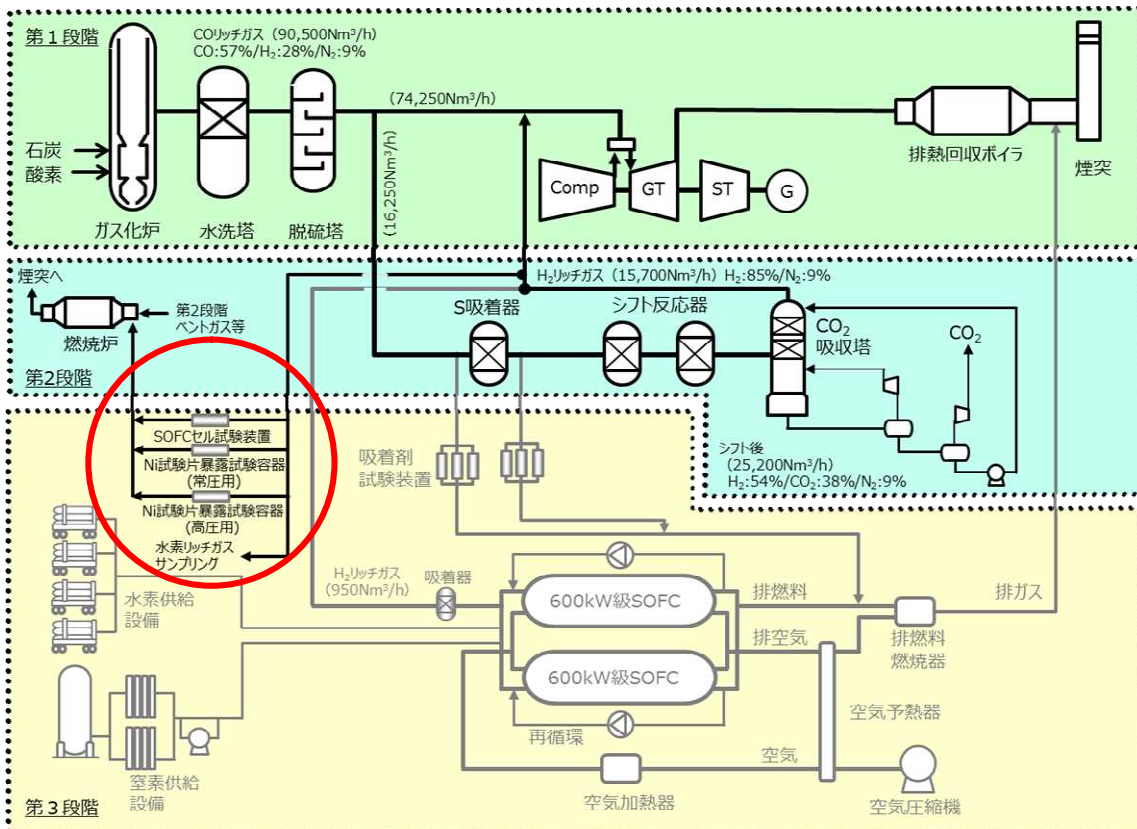 第1段階
COリッチガス (90,500Nm³/h)
CO:57%/H₂:28%/N₂:9%
石炭
酸素
ガス化炉
水洗塔
脱硫塔
(74,250Nm³/h)
(16,250Nm³/h)
Comp
GT
ST
G
排熱回収ボイラ
煙突
煙突へ
燃焼炉
第2段階
ベントガス等
第2段階
H₂リッチガス (15,700Nm³/h) H₂:85%/N₂:9%
S吸着器
シフト反応器
CO₂
吸収塔
CO₂
シフト後
(25,200Nm³/h)
H₂:54%/CO₂:38%/N₂:9%
SOFCセル試験装置
Ni試験片暴露試験容器
(常圧用)
Ni試験片暴露試験容器
(高圧用)
水素リッチガス
サンプリング
吸着剤
試験装置
水素供給
設備
H₂リッチガス
(950Nm³/h)
吸着器
600kW級SOFC
600kW級SOFC
再循環
排燃料
排空気
排燃料
燃焼器
排ガス
空気予熱器
空気
空気加熱器
空気圧縮機
窒素供給
設備
第3段階